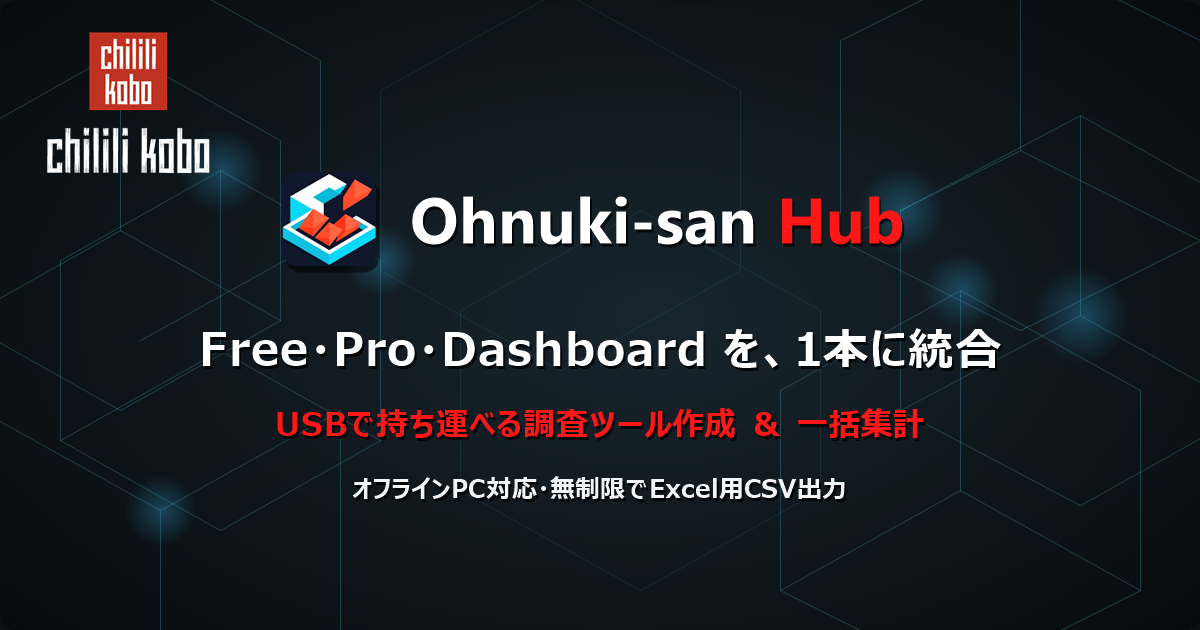 chilili
kobo
chilili kobo
Ohnuki-san Hub
Free・Pro・Dashboard を、1本に統合
USBで持ち運べる調査ツール作成 & 一括集計
オフラインPC対応・無制限でExcel用CSV出力